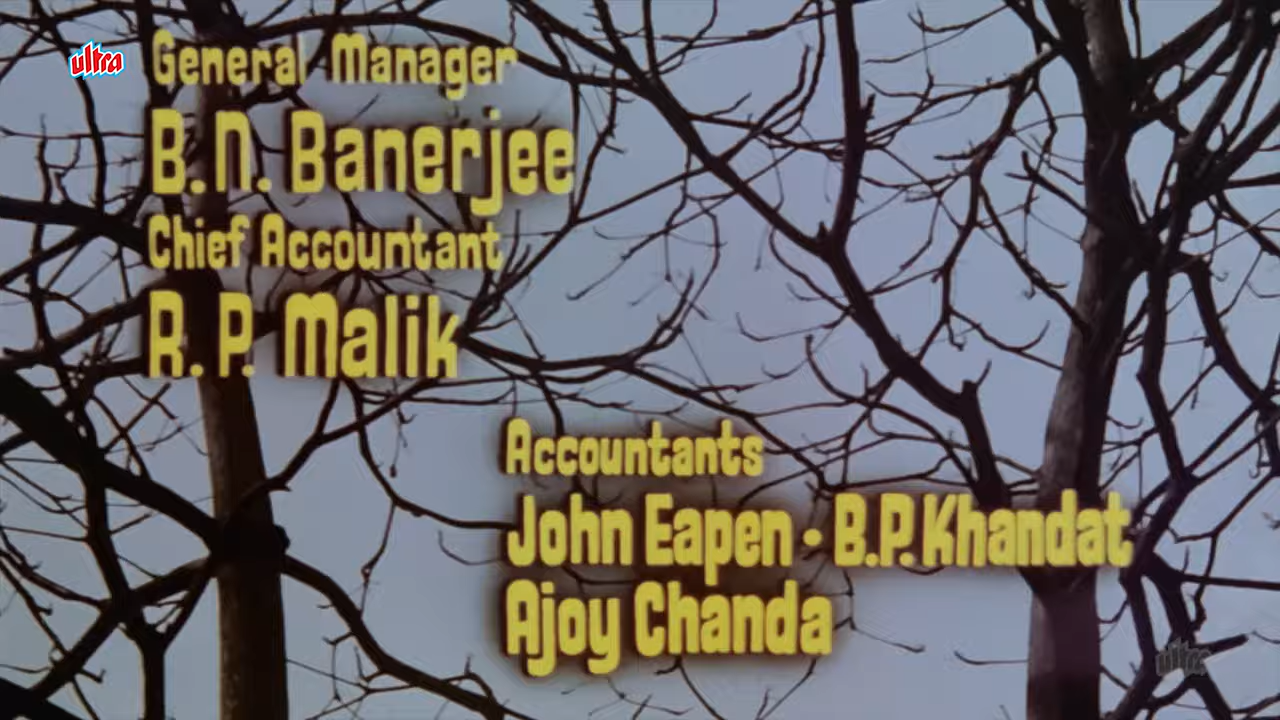 ultra
General Manager
B.N. Banerjee
Chief Accountant
R.P. Malik
Accountants
John Eapen • B.P. Khandat
Ajoy Chanda
ultra